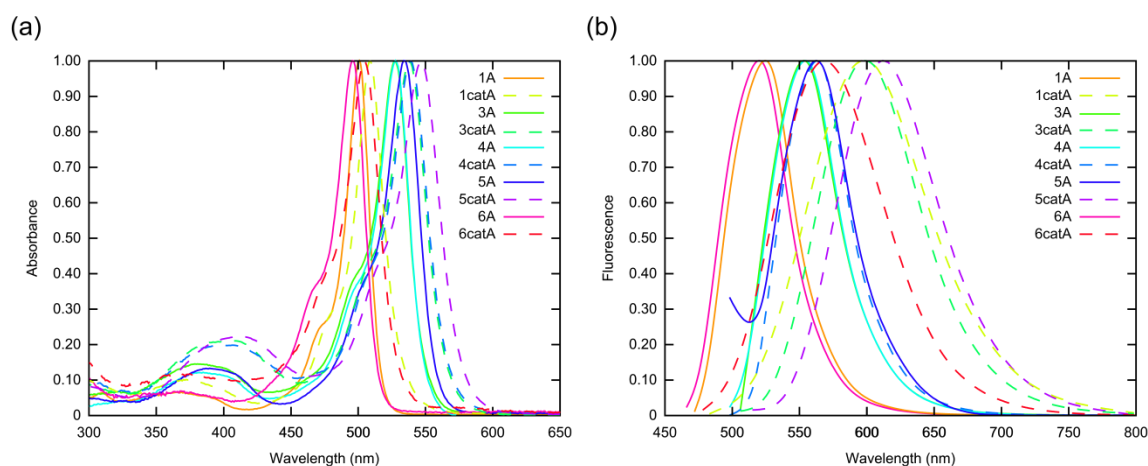 (a)
(b)
1.00
0.90
0.80
0.70
0.60
0.50
0.40
0.30
0.20
0.10
0
300
350
400
450
500
550
600
650
Absorbance
Wavelength (nm)
1A
1catA
3A
3catA
4A
4catA
5A
5catA
6A
6catA
1.00
0.90
0.80
0.70
0.60
0.50
0.40
0.30
0.20
0.10
0
450
500
550
600
650
700
750
800
Fluorescence
Wavelength (nm)
1A
1catA
3A
3catA
4A
4catA
5A
5catA
6A
6catA